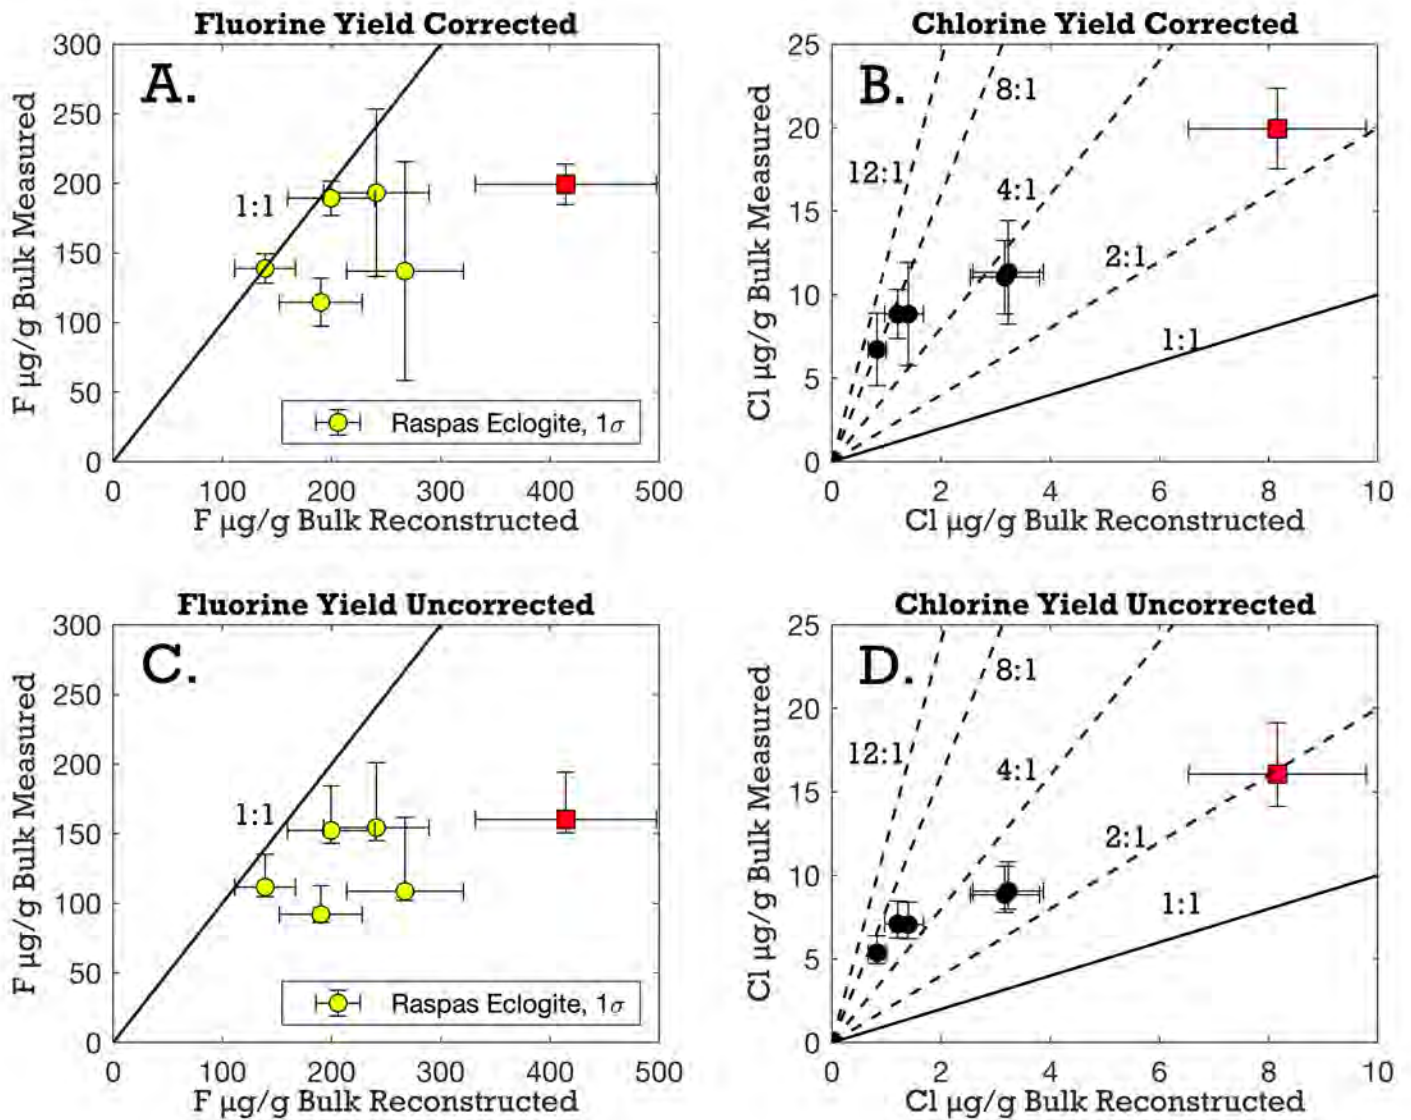 Fluorine Yield Corrected
A.
F µg/g Bulk Measured
300
250
200
150
100
50
0
1:1
Raspas Eclogite, 1σ
0 100 200 300 400 500
F µg/g Bulk Reconstructed
Chlorine Yield Corrected
B.
Cl µg/g Bulk Measured
25
20
15
10
5
0
12:1
8:1
4:1
2:1
1:1
0 2 4 6 8 10
Cl µg/g Bulk Reconstructed
Fluorine Yield Uncorrected
C.
F µg/g Bulk Measured
300
250
200
150
100
50
0
1:1
Raspas Eclogite, 1σ
0 100 200 300 400 500
F µg/g Bulk Reconstructed
Chlorine Yield Uncorrected
D.
Cl µg/g Bulk Measured
25
20
15
10
5
0
12:1
8:1
4:1
2:1
1:1
0 2 4 6 8 10
Cl µg/g Bulk Reconstructed